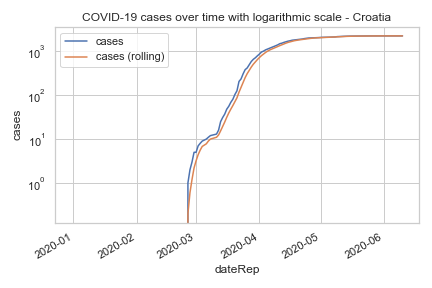 COVID-19 cases over time with logarithmic scale - Croatia
cases
cases (rolling)
10³
10²
10¹
10⁰
cases
2020-01
2020-02
2020-03
2020-04
2020-05
2020-06
dateRep